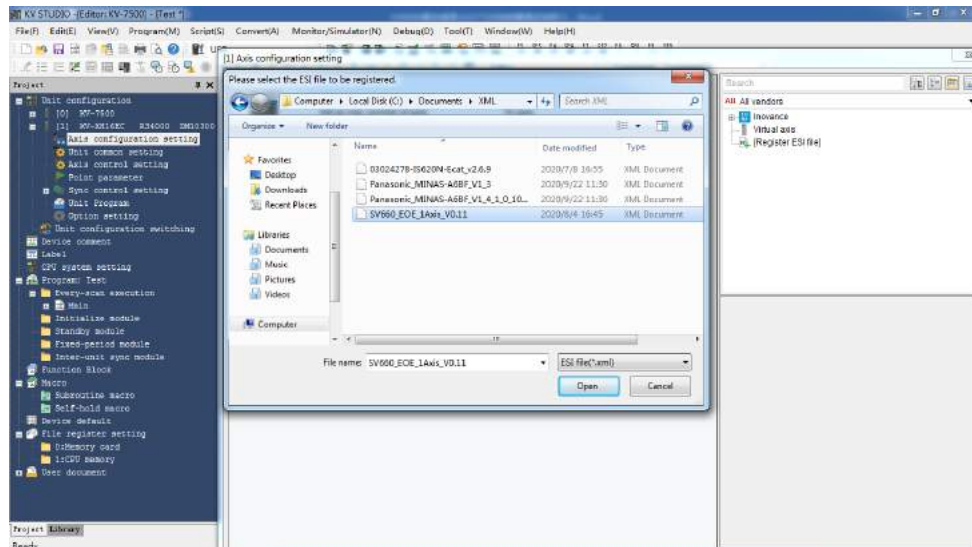 KV STUDIO -[Editor: KV-7500] - [Test *]
File(F) Edit(E) View(V) Program(M) Script(S) Convert(A) Monitor/Simulator(N) Debug(D) Tool(T) Window(W) Help(H)
[1] Axis configuration setting
Please select the ESI file to be registered.
Computer
Local Disk (C:)
Documents
XML
Search XML
Organize
New folder
Name
Date modified
Type
03024278-IS620N-Ecat_v2.6.9
2020/7/8 16:55
XML Document
Panasonic_MINAS-A6BF_V1_3
2020/9/22 11:30
XML Document
Panasonic_MINAS-A6BF_V1_4_1_0_10...
2020/9/22 11:30
XML Document
SV660_EOE_1Axis_V0.11
2020/8/4 16:45
XML Document
Favorites
Desktop
Downloads
Recent Places
Libraries
Documents
Music
Pictures
Videos
Computer
File name: SV660_EOE_1Axis_V0.11
ESI file(*.xml)
Open
Cancel
Project
Unit configuration
[0] KV-7500
[1] KV-XH16EC R34000 DM10300
Axis configuration setting
Unit common setting
Axis control setting
Point parameter
Sync control setting
Unit Program
Option setting
Unit configuration switching
Device comment
Label
CPU system setting
Program: Test
Every-scan execution
Main
Initialize module
Standby module
Fixed-period module
Inter-unit sync module
Function Block
Macro
Subroutine macro
Self-hold macro
Device default
File register setting
0:Memory card
1:CPU memory
User document
Project Library
Ready
Search
All All vendors
Inovance
Virtual axis
[Register ESI file]